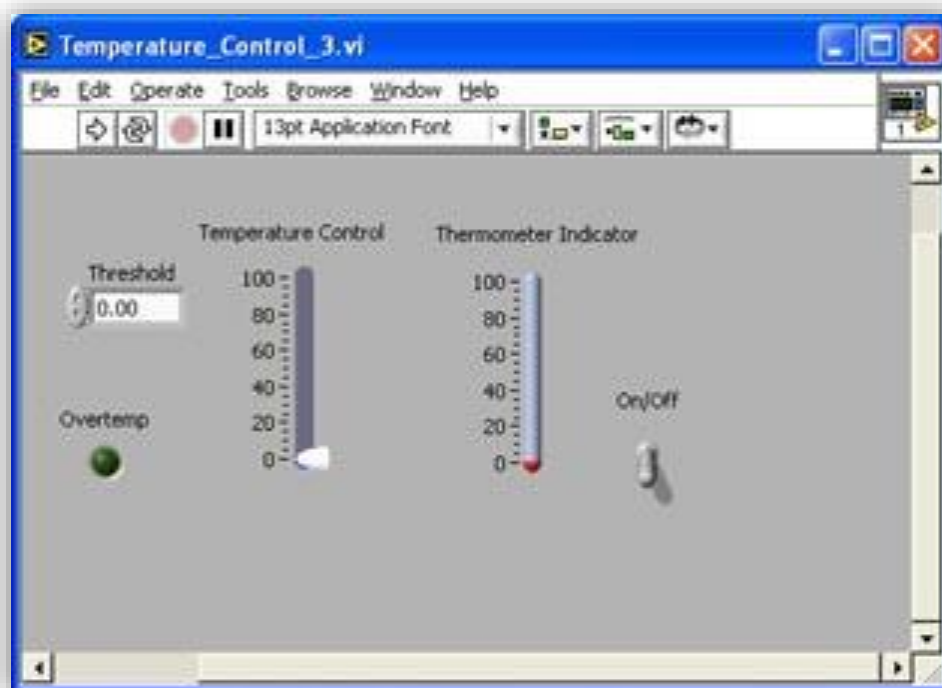 Temperature_Control_3.vi
File Edit Operate Tools Browse Window Help
13pt Application Font
1
Temperature Control Thermometer Indicator
Threshold
0.00
100 100
80 80
60 60
40 40
20 20
0 0
On/Off
Overtemp